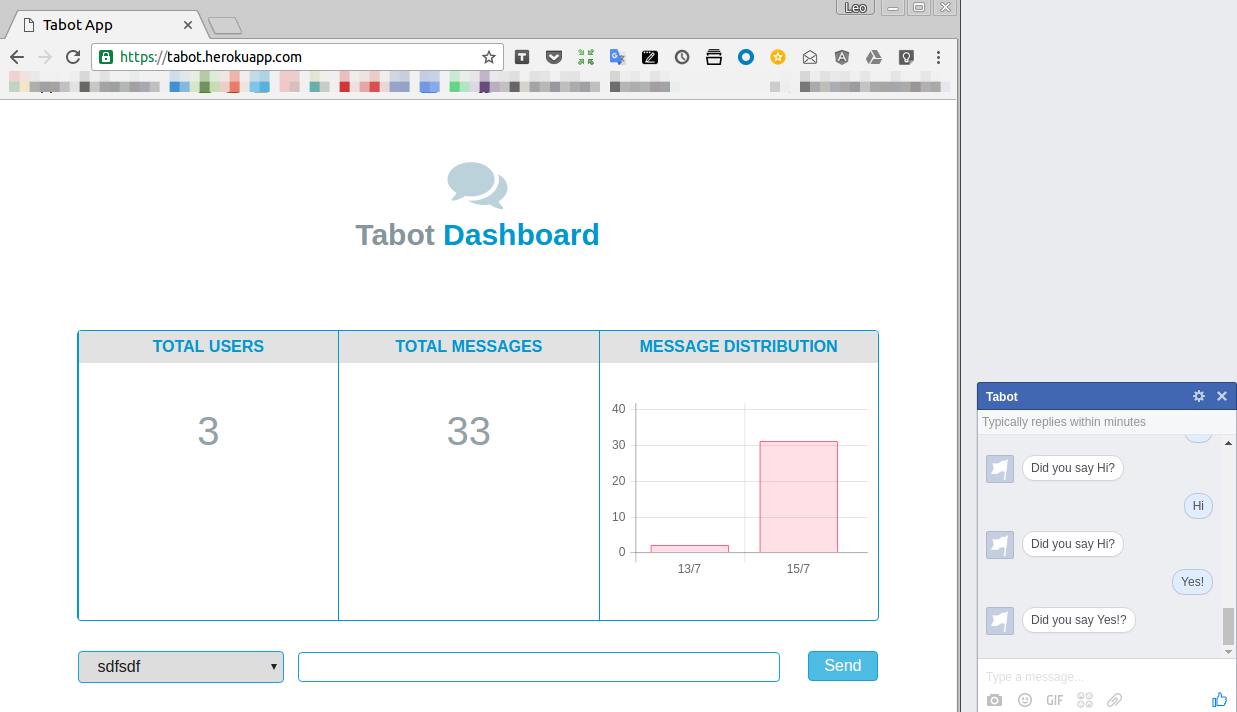 Leo
Tabot App
https://tabot.herokuapp.com
Tabot Dashboard
TOTAL USERS
TOTAL MESSAGES
MESSAGE DISTRIBUTION
3
33
40
30
20
10
0
13/7
15/7
sdfsdf
Send
Tabot
Typically replies within minutes
Did you say Hi?
Hi
Did you say Hi?
Yes!
Did you say Yes!?
Type a message...
GIF